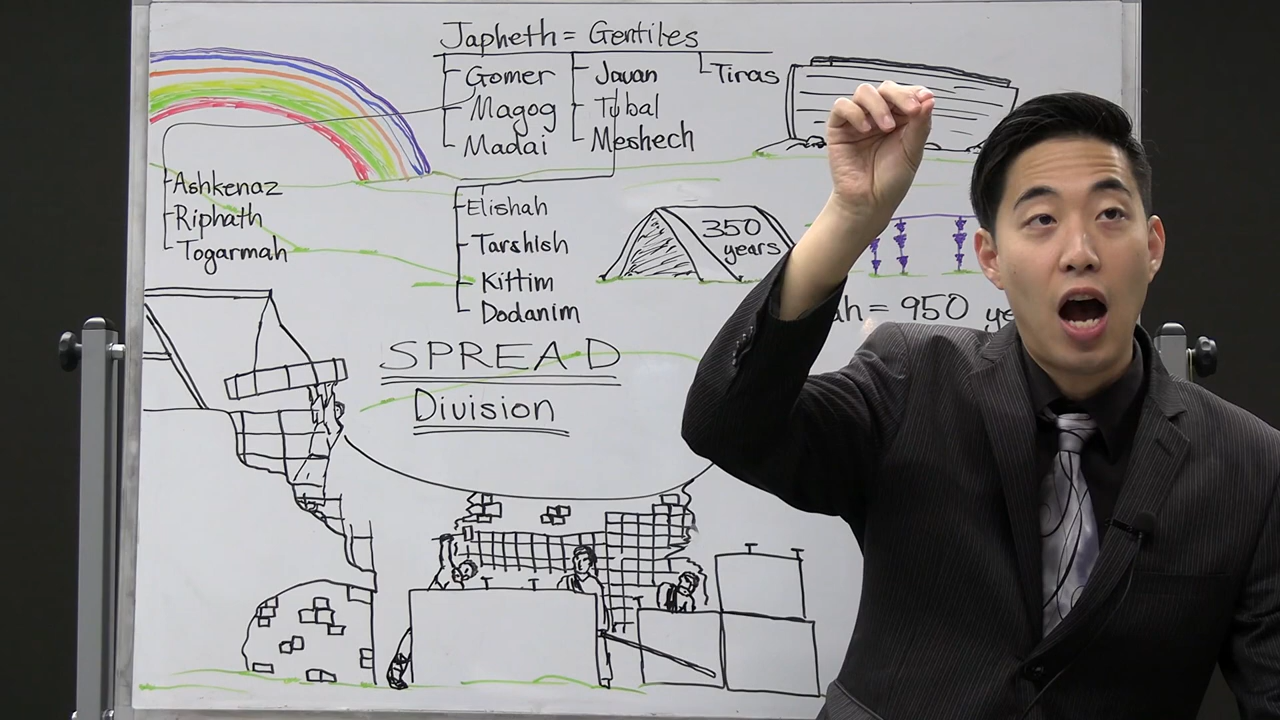 Japheth = Gentiles
Gomer
Magog
Madai
Javan
Tubal
Meshech
Tiras
Ashkenaz
Riphath
Togarmah
Elishah
Tarshish
Kittim
Dodanim
350
years
= 950
SPREAD
Division